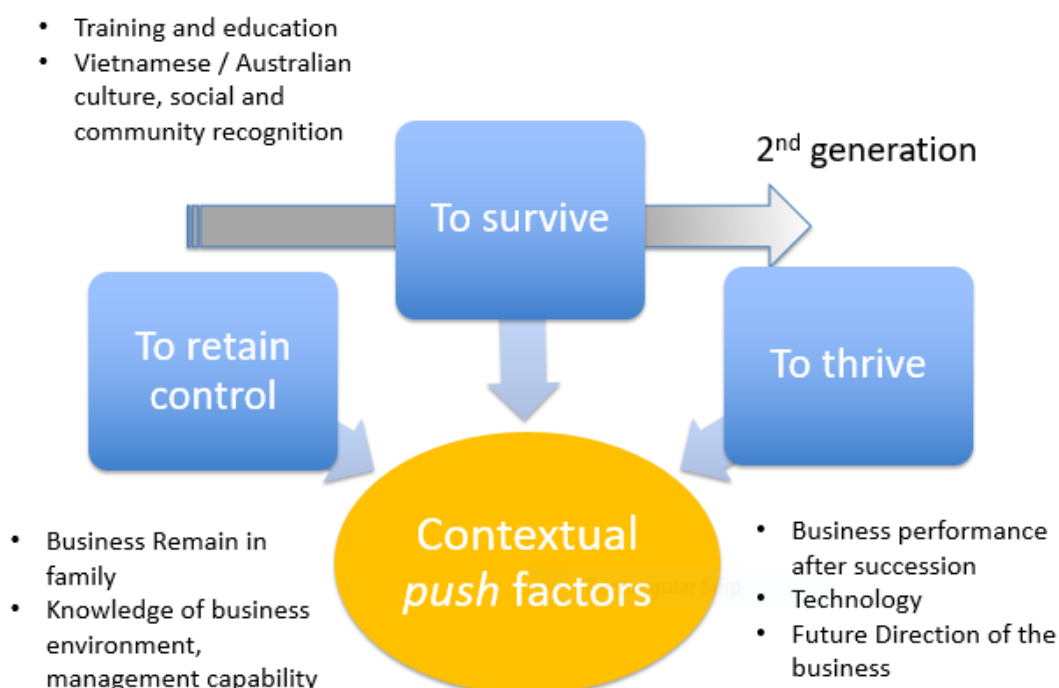 • Training and education
• Vietnamese / Australian
culture, social and
community recognition
2nd generation
To survive
To retain
control
To thrive
Contextual
push factors
• Business Remain in
family
• Knowledge of business
environment,
management capability
• Business performance
after succession
• Technology
• Future Direction of the
business